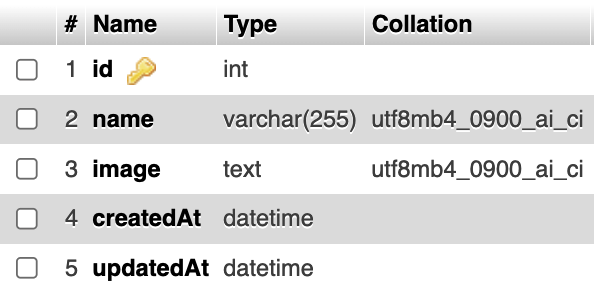 # Name Type Collation
1 id int
2 name varchar(255) utf8mb4_0900_ai_ci
3 image text utf8mb4_0900_ai_ci
4 createdAt datetime
5 updatedAt datetime